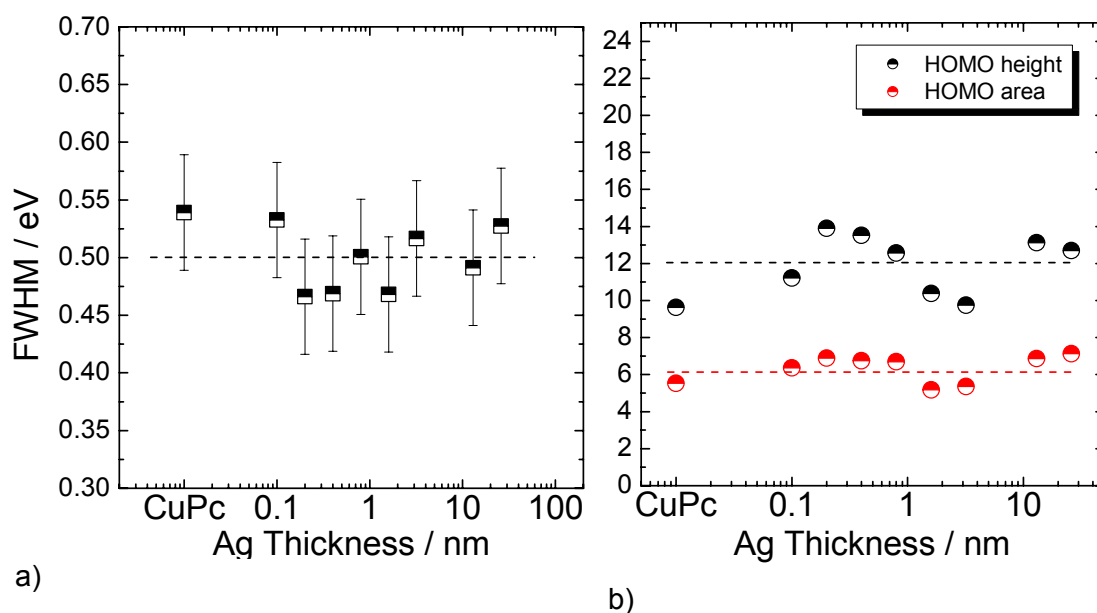 FWHM / eV
0.70
0.65
0.60
0.55
0.50
0.45
0.40
0.35
0.30
CuPc 0.1 1 10 100
Ag Thickness / nm
a)
HOMO height
HOMO area
24
22
20
18
16
14
12
10
8
6
4
2
0
CuPc 0.1 1 10
Ag Thickness / nm
b)